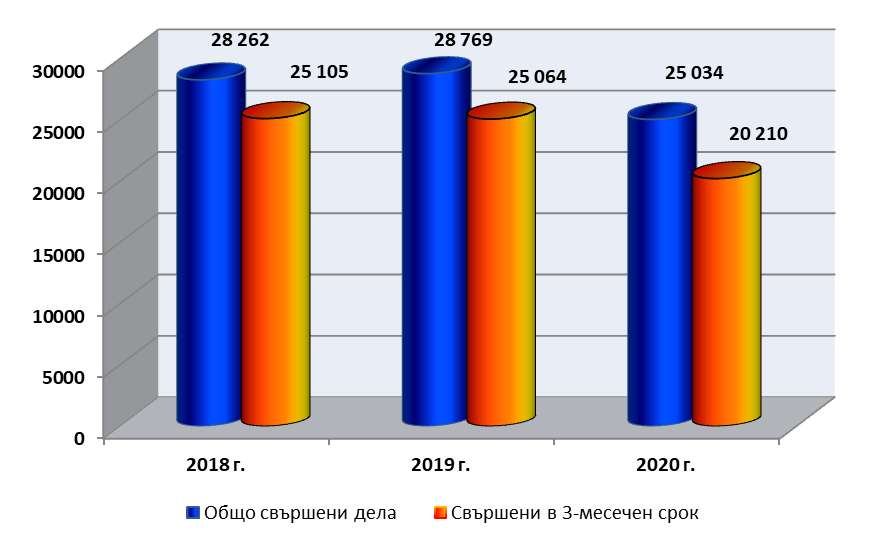 28 262
28 769
25 105
25 064
25 034
20 210
30000
25000
20000
15000
10000
5000
0
2018 г.
2019 г.
2020 г.
Общо свършени дела
Свършени в 3-месечен срок